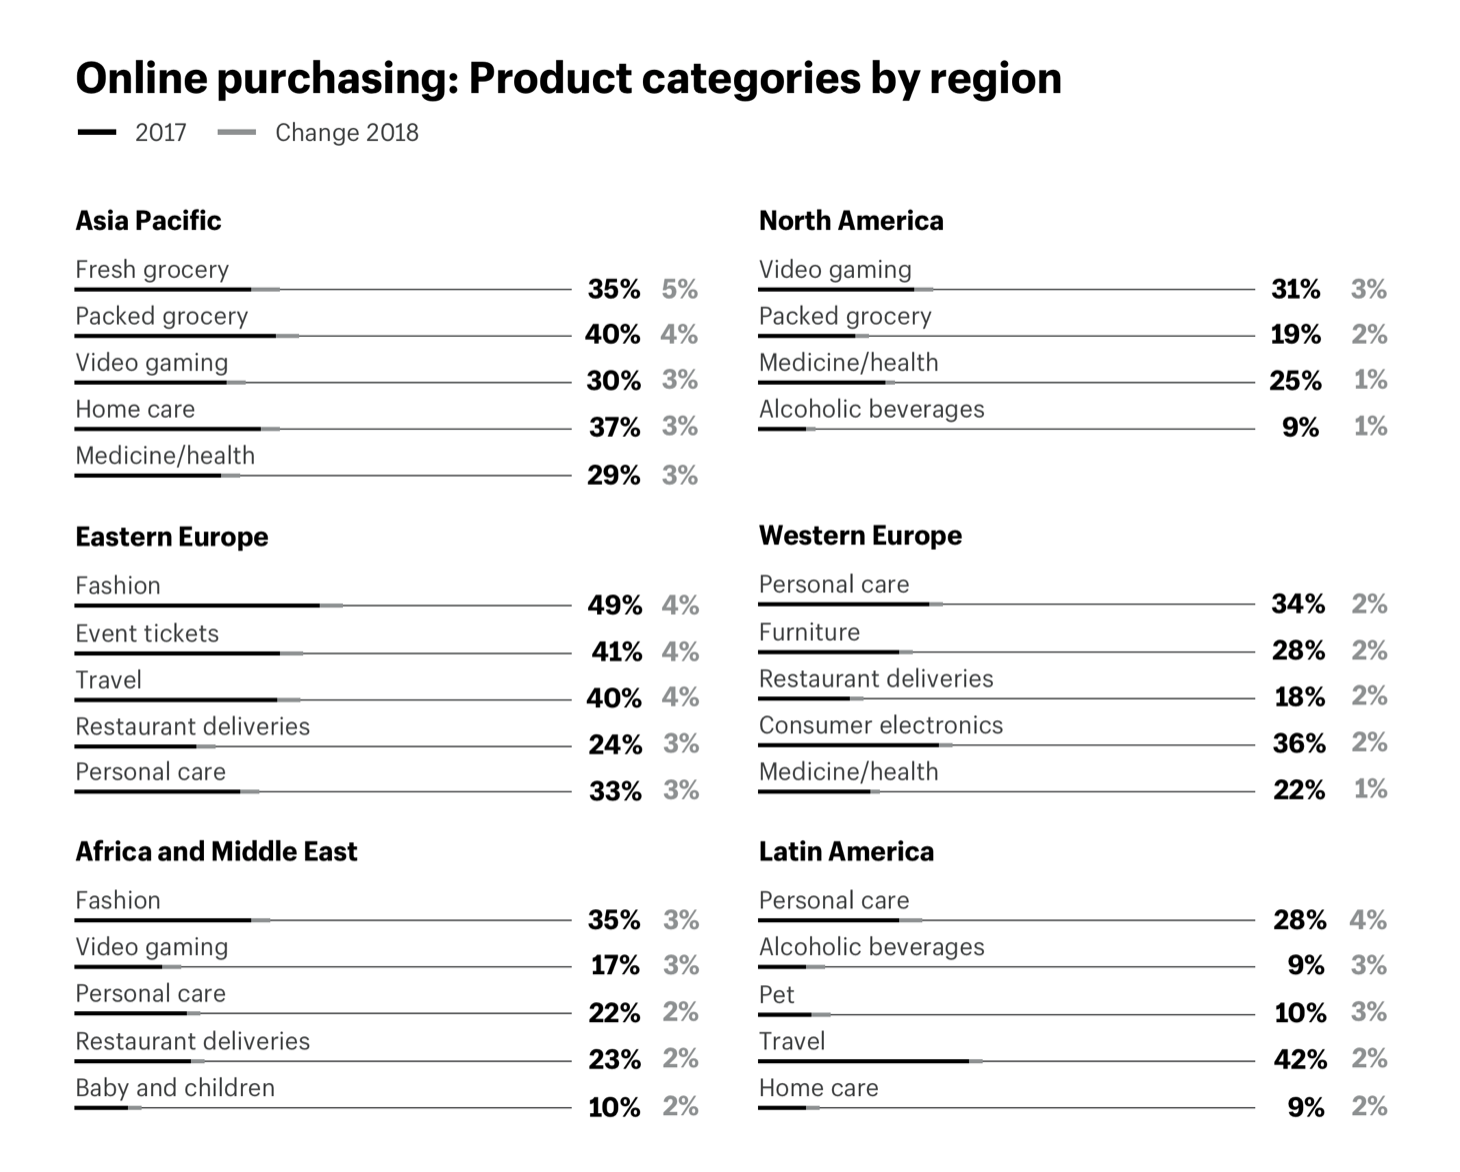 Online purchasing: Product categories by region
2017 Change 2018
Asia Pacific
Fresh grocery
35% 5%
Packed grocery
40% 4%
Video gaming
30% 3%
Home care
37% 3%
Medicine/health
29% 3%
North America
Video gaming
31% 3%
Packed grocery
19% 2%
Medicine/health
25% 1%
Alcoholic beverages
9% 1%
Eastern Europe
Fashion
49% 4%
Event tickets
41% 4%
Travel
40% 4%
Restaurant deliveries
24% 3%
Personal care
33% 3%
Western Europe
Personal care
34% 2%
Furniture
28% 2%
Restaurant deliveries
18% 2%
Consumer electronics
36% 2%
Medicine/health
22% 1%
Africa and Middle East
Fashion
35% 3%
Video gaming
17% 3%
Personal care
22% 2%
Restaurant deliveries
23% 2%
Baby and children
10% 2%
Latin America
Personal care
28% 4%
Alcoholic beverages
9% 3%
Pet
10% 3%
Travel
42% 2%
Home care
9% 2%